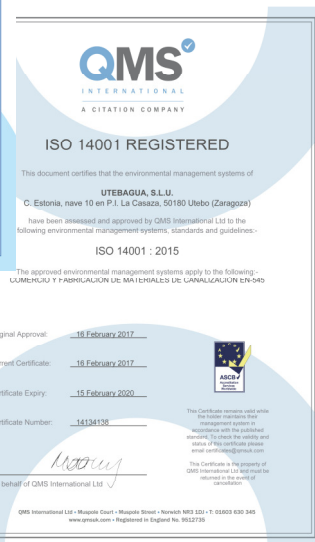 QMS
INTERNATIONAL
A CITATION COMPANY
ISO 14001 REGISTERED
This document certifies that the environmental management systems of
UTEBAGUA, S.L.U.
C. Estonia, nave 10 en P.I. La Casaza, 50180 Utebo (Zaragoza)
have been assessed and approved by QMS International Ltd to the
following environmental management systems, standards and guidelines:-
ISO 14001 : 2015
The approved environmental management systems apply to the following:-
COMERCIO Y FABRICACIÓN DE MATERIALES DE CANALIZACIÓN EN-545
ginal Approval: 16 February 2017
rrent Certificate: 16 February 2017
rtificate Expiry: 15 February 2020
rtificate Number: 14134138
ASCB
This Certificate remains valid while
the holder maintains their
management system in
accordance with the published
standard. To check the validity and
status of this certificate please
email certificates@qmsuk.com
This Certificate is the property of
QMS International Ltd and must be
returned in the event of
cancellation
behalf of QMS International Ltd
QMS International Ltd • Muspole Court • Muspole Street • Norwich NR3 1DJ • T: 01603 630 345
www.qmsuk.com • Registered in England No. 9512735